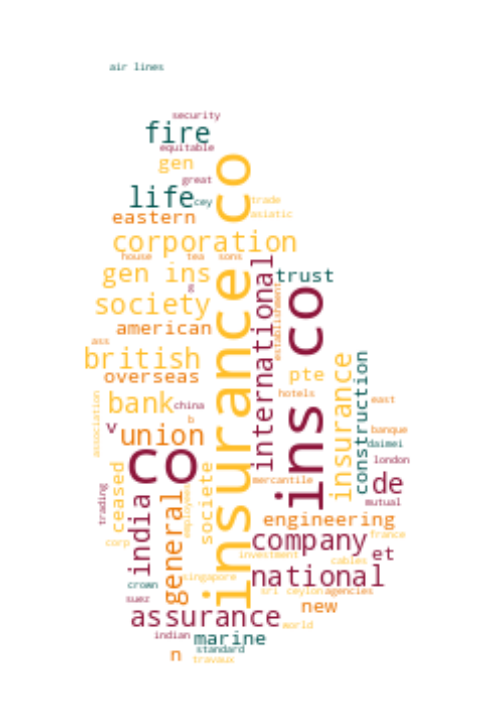 air lines
security
fire
equitable
gen
great
life
cey
trade
eastern
asiatic
insurance co
corporation
house
tea
sons
gen ins
g
trust
society
international
ins co
american
establishment
ass
british
overseas
pte
insurance
construction
hotels
bank
china
association
east
b
v
union
banque
daimei
co
london
ceased
societe
mercantile
de
trading
india
general
employers
mutual
engineering
corp
company
france
et
investment
cables
singapore
national
crown
sri
ceylon
agencies
suez
new
assurance
world
indian
marine
standard
n
travaux